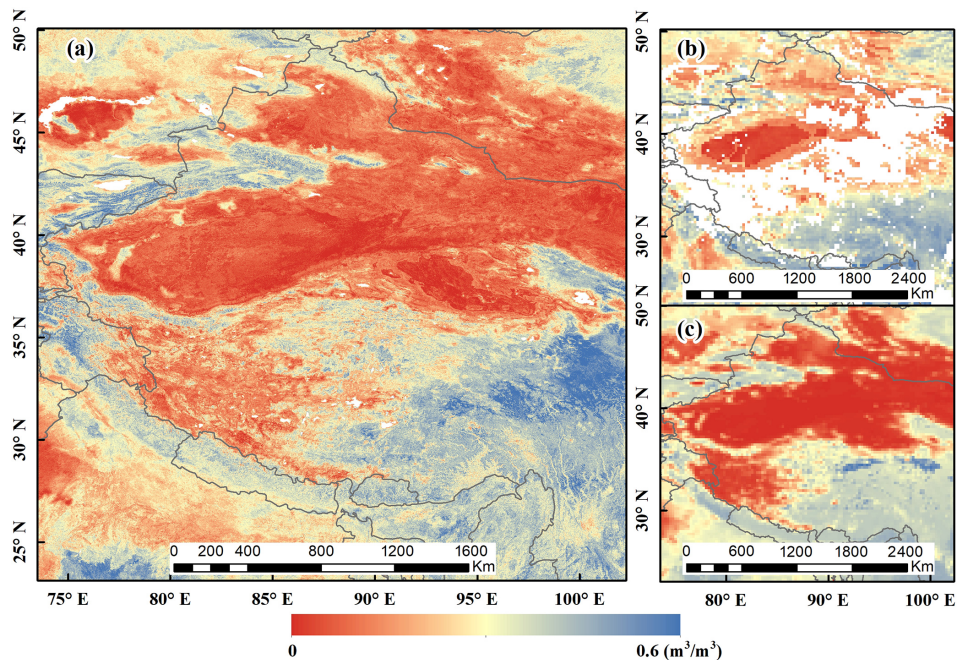 (a)
50° N
45° N
40° N
35° N
30° N
25° N
0 200 400 800 1200 1600
Km
75° E 80° E 85° E 90° E 95° E 100° E
(b)
50° N
40° N
30° N
0 600 1200 1800 2400
Km
(c)
50° N
40° N
30° N
0 600 1200 1800 2400
Km
80° E 90° E 100° E
0 0.6 (m³/m³)